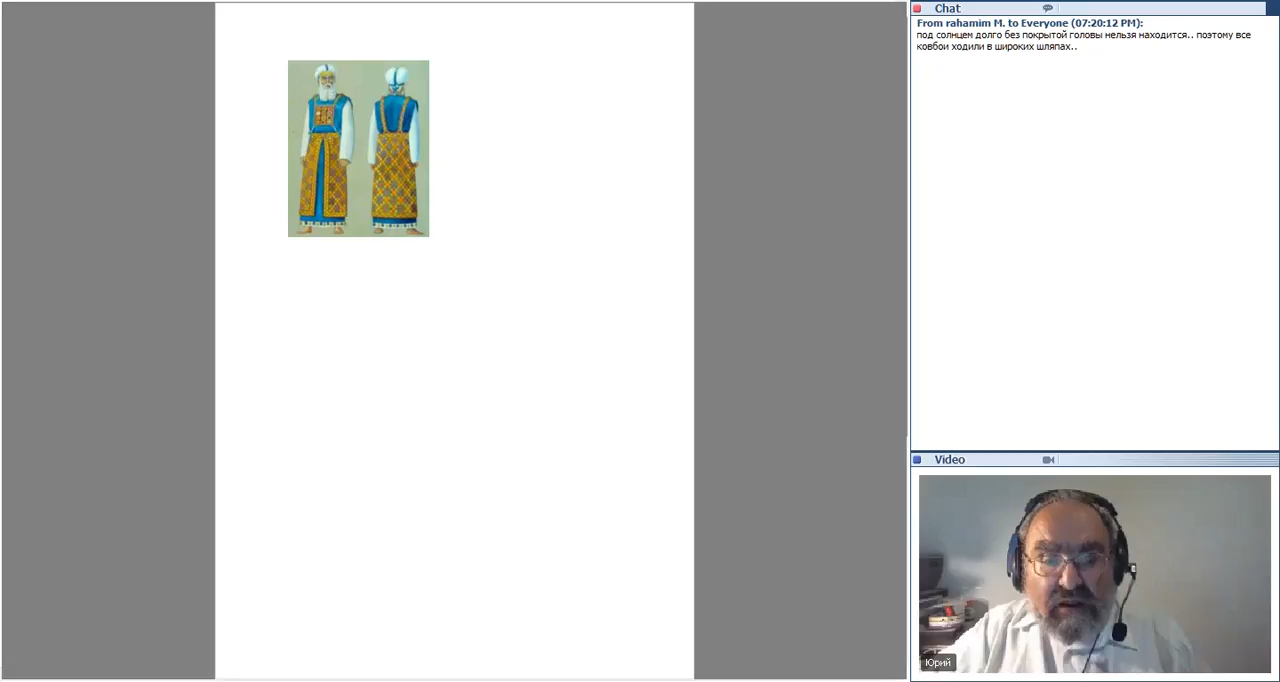 Chat
From rahamim M. to Everyone (07:20:12 PM):
под солнцем долго без покрытой головы нельзя находится.. поэтому все
ковбои ходили в широких шляпах..
Video
Юрий